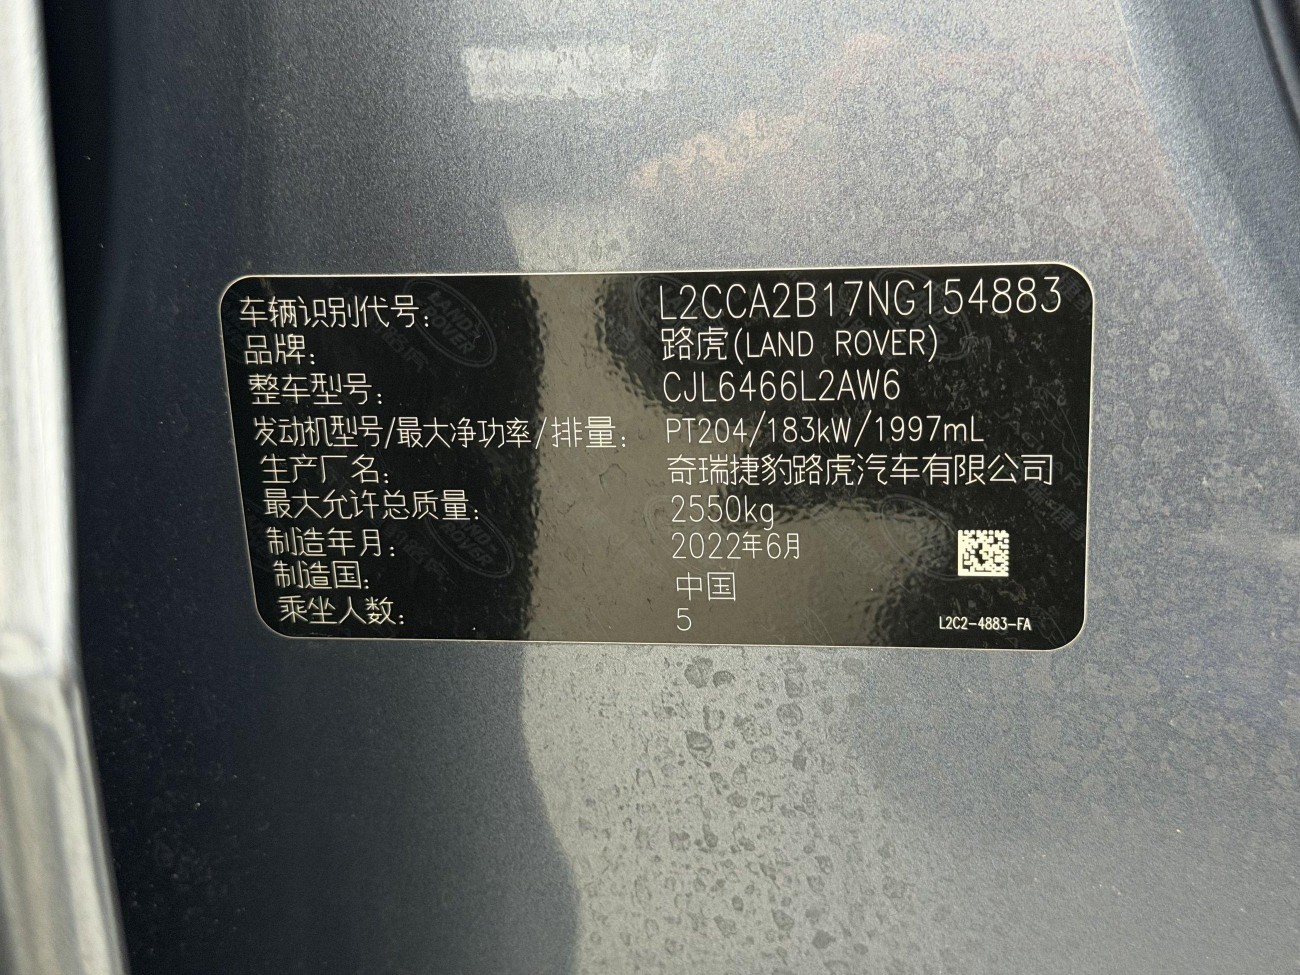 车辆识别代号: L2CCA2B17NG154883
品牌: 路虎(LAND ROVER)
整车型号: CJL6466L2AW6
发动机型号/最大净功率/排量: PT204/183kW/1997mL
生产厂名: 奇瑞捷豹路虎汽车有限公司
最大允许总质量: 2550kg
制造年月: 2022年6月
制造国: 中国
乘坐人数: 5
L2C2-4883-FA